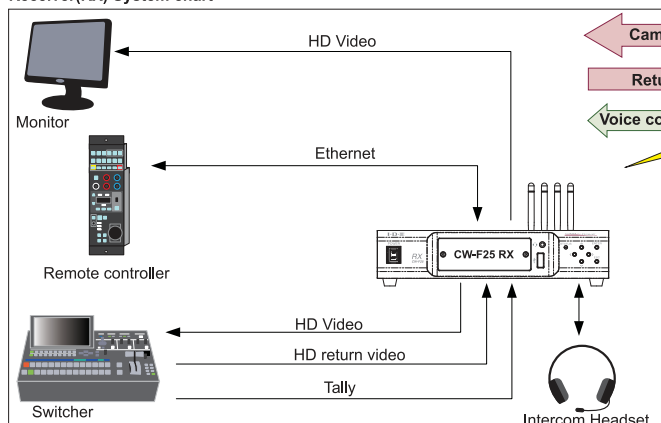 Receiver(RX) System chart
HD Video
Cam
Monitor
Retu
Voice co
Ethernet
RX
CW-F25 RX
Remote controller
HD Video
HD return video
Tally
Switcher
Intercom Headset